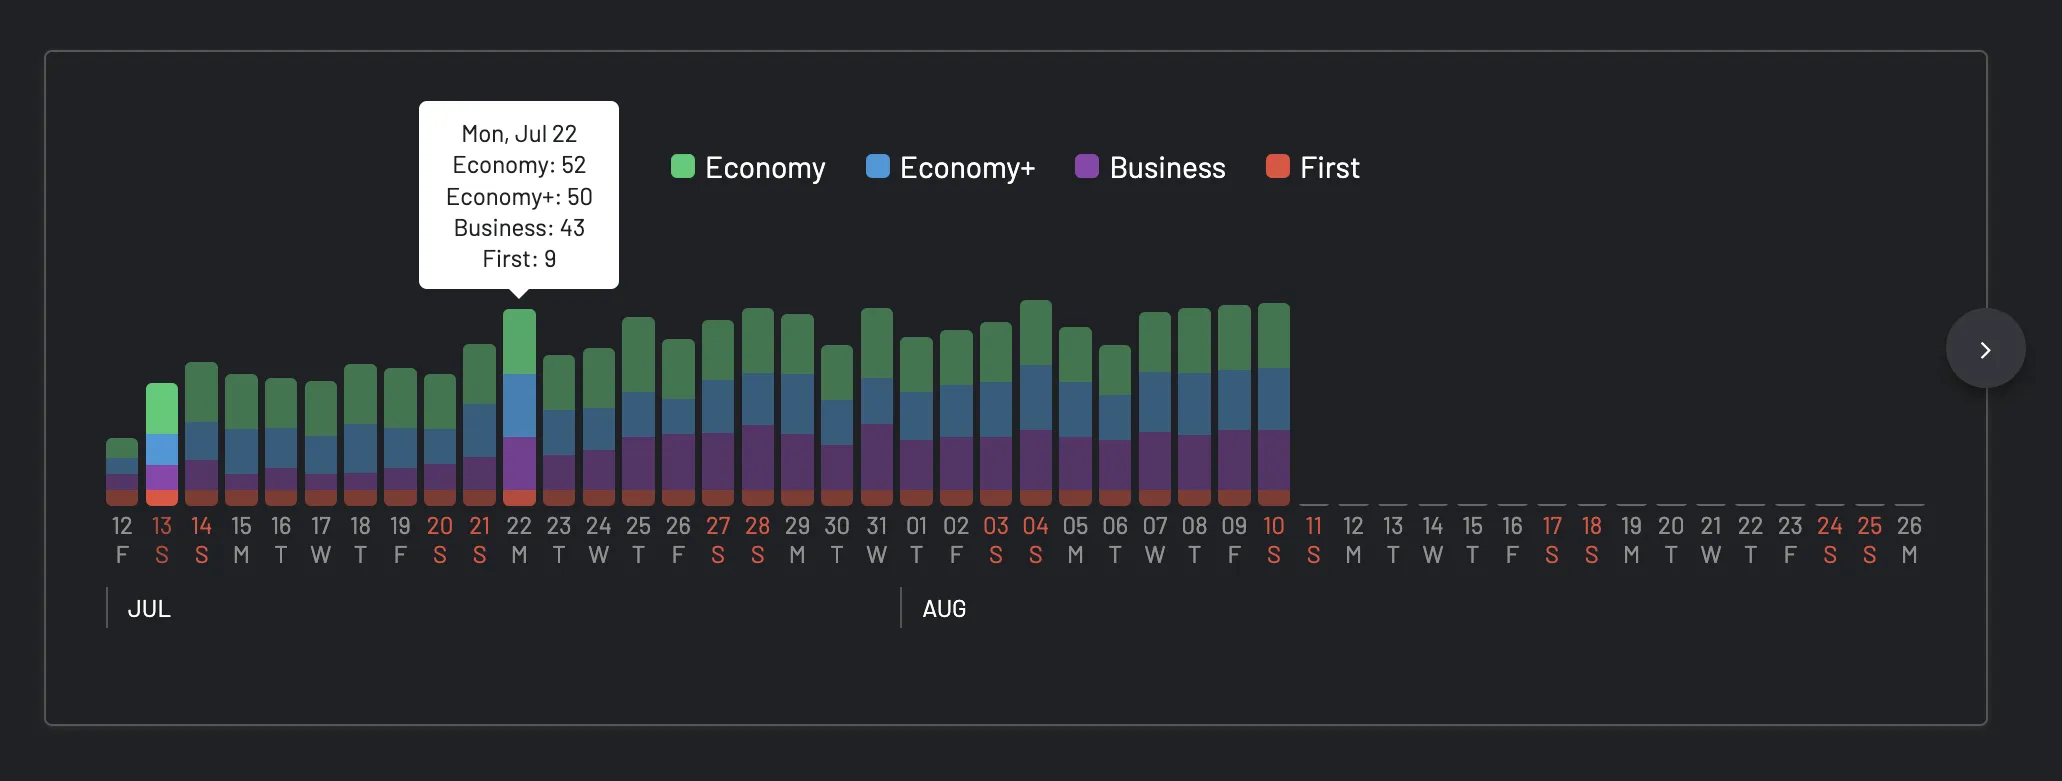 Mon, Jul 22
Economy: 52
Economy+: 50
Business: 43
First: 9
Economy Economy+ Business First
12 13 14 15 16 17 18 19 20 21 22 23 24 25 26 27 28 29 30 31 01 02 03 04 05 06 07 08 09 10 11 12 13 14 15 16 17 18 19 20 21 22 23 24 25 26
F S S M T W T F S S M T W T F S S M T W T F S S M T W T F S S M T W T F S S M T W T F S S M
JUL AUG